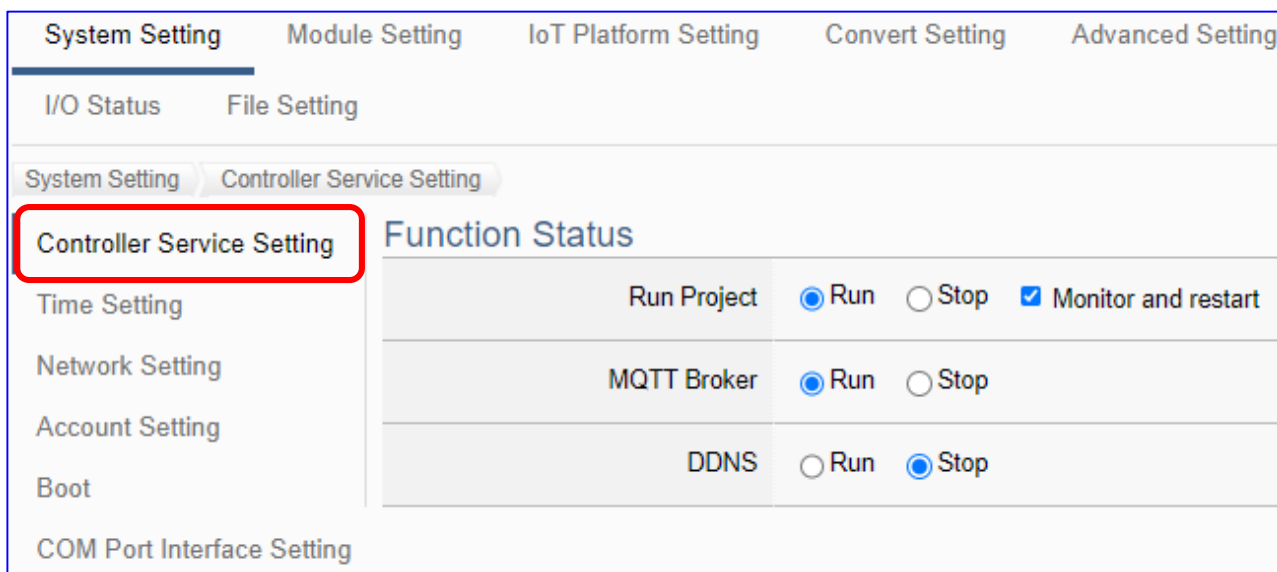 System Setting Module Setting IoT Platform Setting Convert Setting Advanced Setting
I/O Status File Setting
System Setting Controller Service Setting
Controller Service Setting
Time Setting
Network Setting
Account Setting
Boot
COM Port Interface Setting
Function Status
Run Project Run Stop Monitor and restart
MQTT Broker Run Stop
DDNS Run Stop